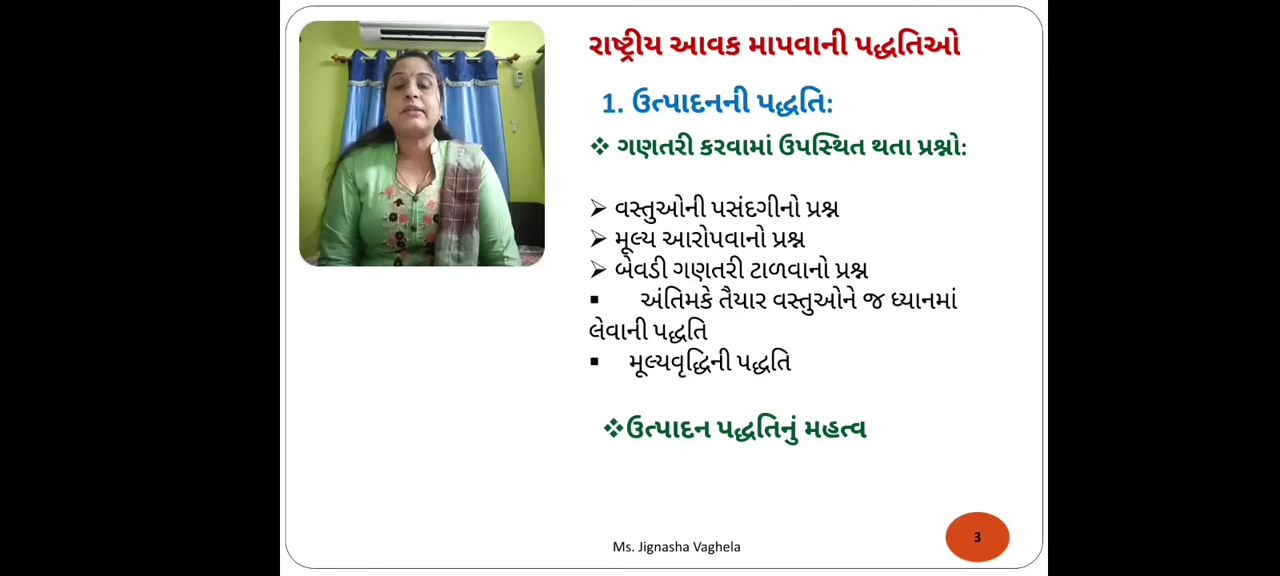 રાષ્ટ્રીય આવક માપવાની પદ્ધતિઓ
1. ઉત્પાદનની પદ્ધતિ:
❖ ગણતરી કરવામાં ઉપસ્થિત થતા પ્રશ્નો:
➢ વસ્તુઓની પસંદગીનો પ્રશ્ન
➢ મૂલ્ય આરોપવાનો પ્રશ્ન
➢ બેવડી ગણતરી ટાળવાનો પ્રશ્ન
▪ અંતિમકે તૈયાર વસ્તુઓને જ ધ્યાનમાં
લેવાની પદ્ધતિ
▪ મૂલ્યવૃદ્ધિની પદ્ધતિ
❖ઉત્પાદન પદ્ધતિનું મહત્વ
Ms. Jignasha Vaghela
3